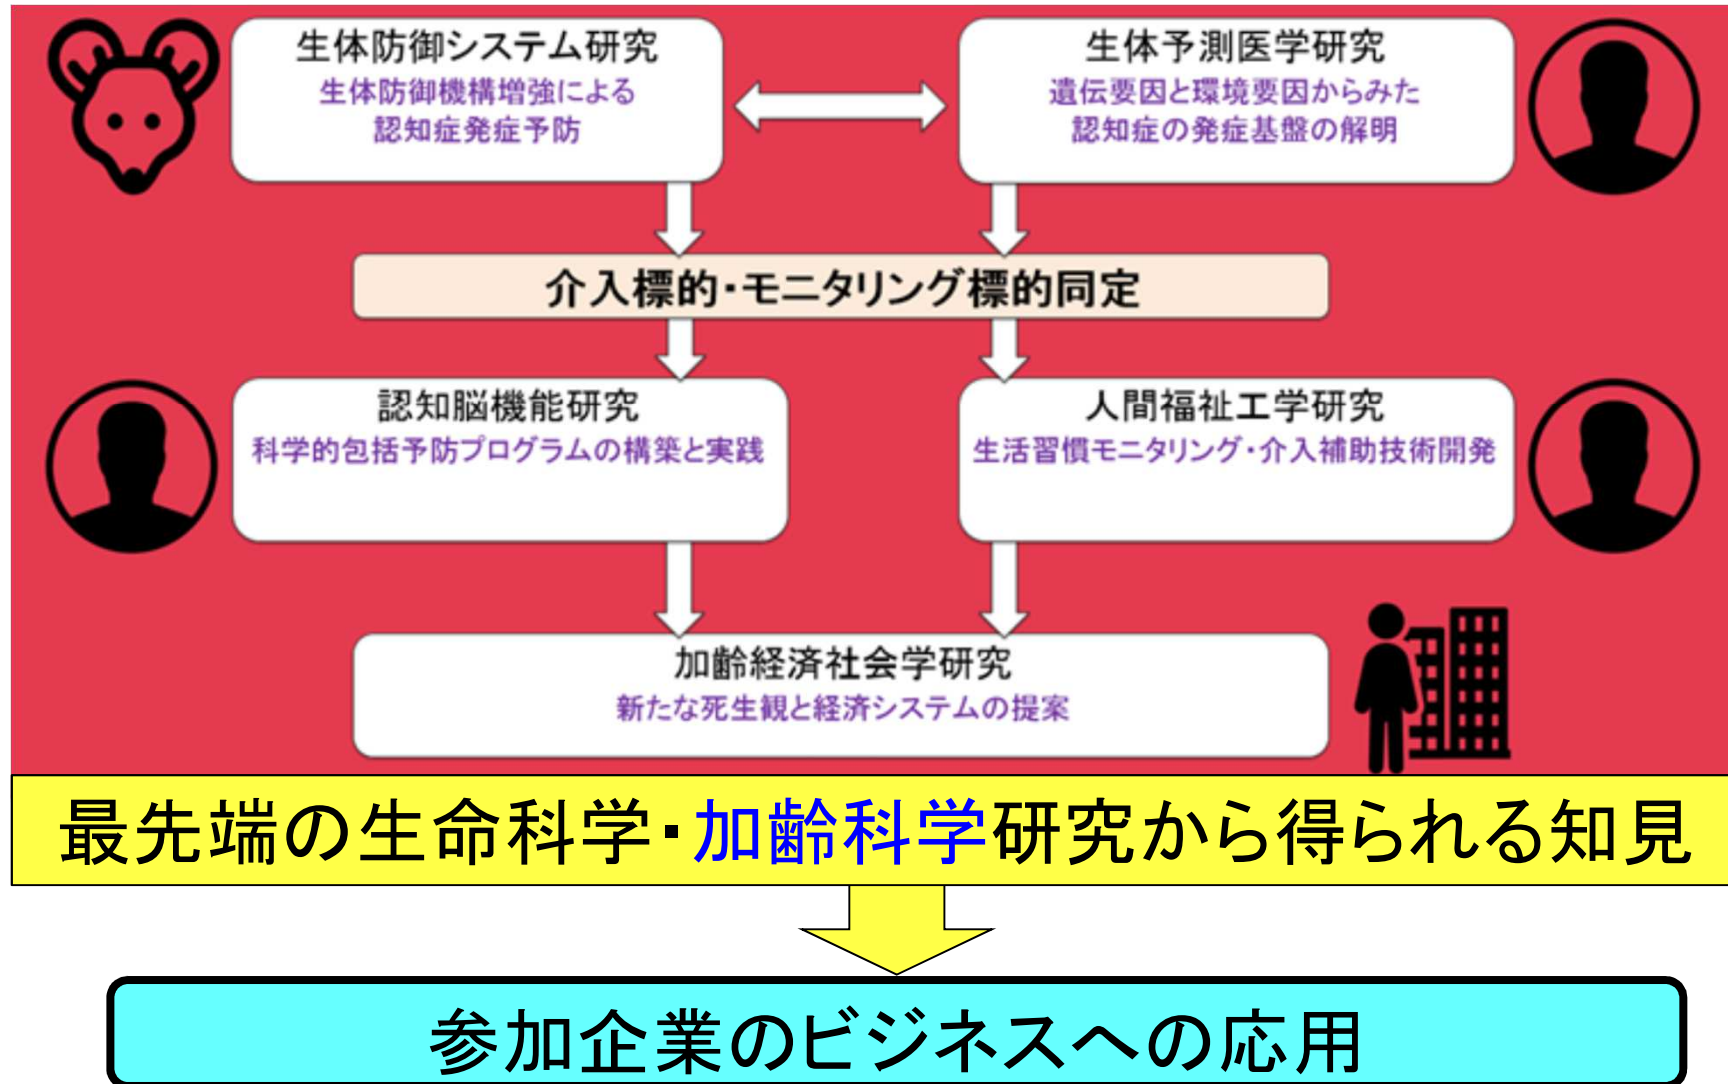 生体防御システム研究
生体防御機構増強による
認知症発症予防
生体予測医学研究
遺伝要因と環境要因からみた
認知症の発症基盤の解明
介入標的・モニタリング標的同定
認知脳機能研究
科学的包括予防プログラムの構築と実践
人間福祉工学研究
生活習慣モニタリング・介入補助技術開発
加齢経済社会学研究
新たな死生観と経済システムの提案
最先端の生命科学・加齢科学研究から得られる知見
参加企業のビジネスへの応用